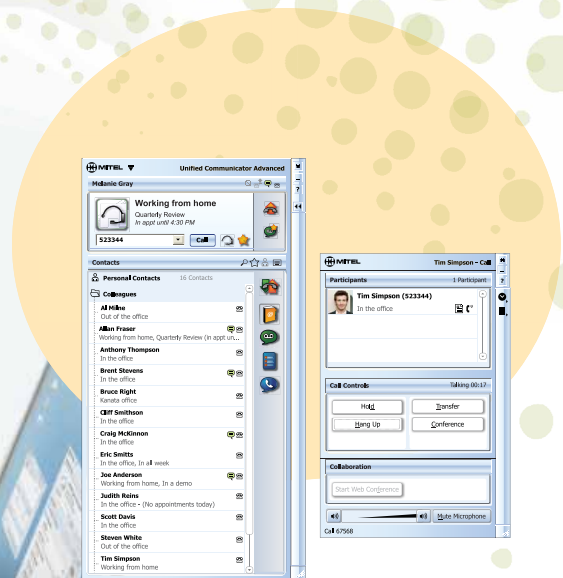 MITEL
Unified Communicator Advanced
Melanie Gray
Working from home
Quarterly Review
In appt until 4:30 PM
523344
Call
Contacts
Personal Contacts 16 Contacts
Colleagues
Al Milne
Out of the office
Allan Fraser
Working from home, Quarterly Review (in appt un...
Anthony Thompson
In the office
Brent Stevens
In the office
Bruce Right
Kanata office
Cliff Smithson
In the office
Craig McKinnon
In the office
Eric Smitts
In the office, In all week
Joe Anderson
Working from home, In a demo
Judith Reins
In the office - (No appointments today)
Scott Davis
In the office
Steven White
Out of the office
Tim Simpson
Working from home
MITEL
Tim Simpson - Call
Participants 1 Participant
Tim Simpson (523344)
In the office
Call Controls Talking 00:17
Hold Transfer
Hang Up Conference
Collaboration
Start Web Conference
Mute Microphone
Call 67568